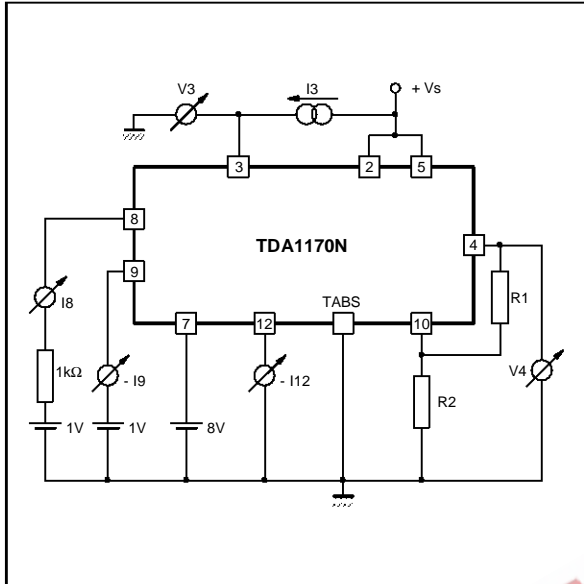 V3 I3 + Vs
3 2 5
8
TDA1170N
4
9
TABS
R1
I8
7 12 10
1kΩ - I9 - I12 V4
R2
1V 1V 8V